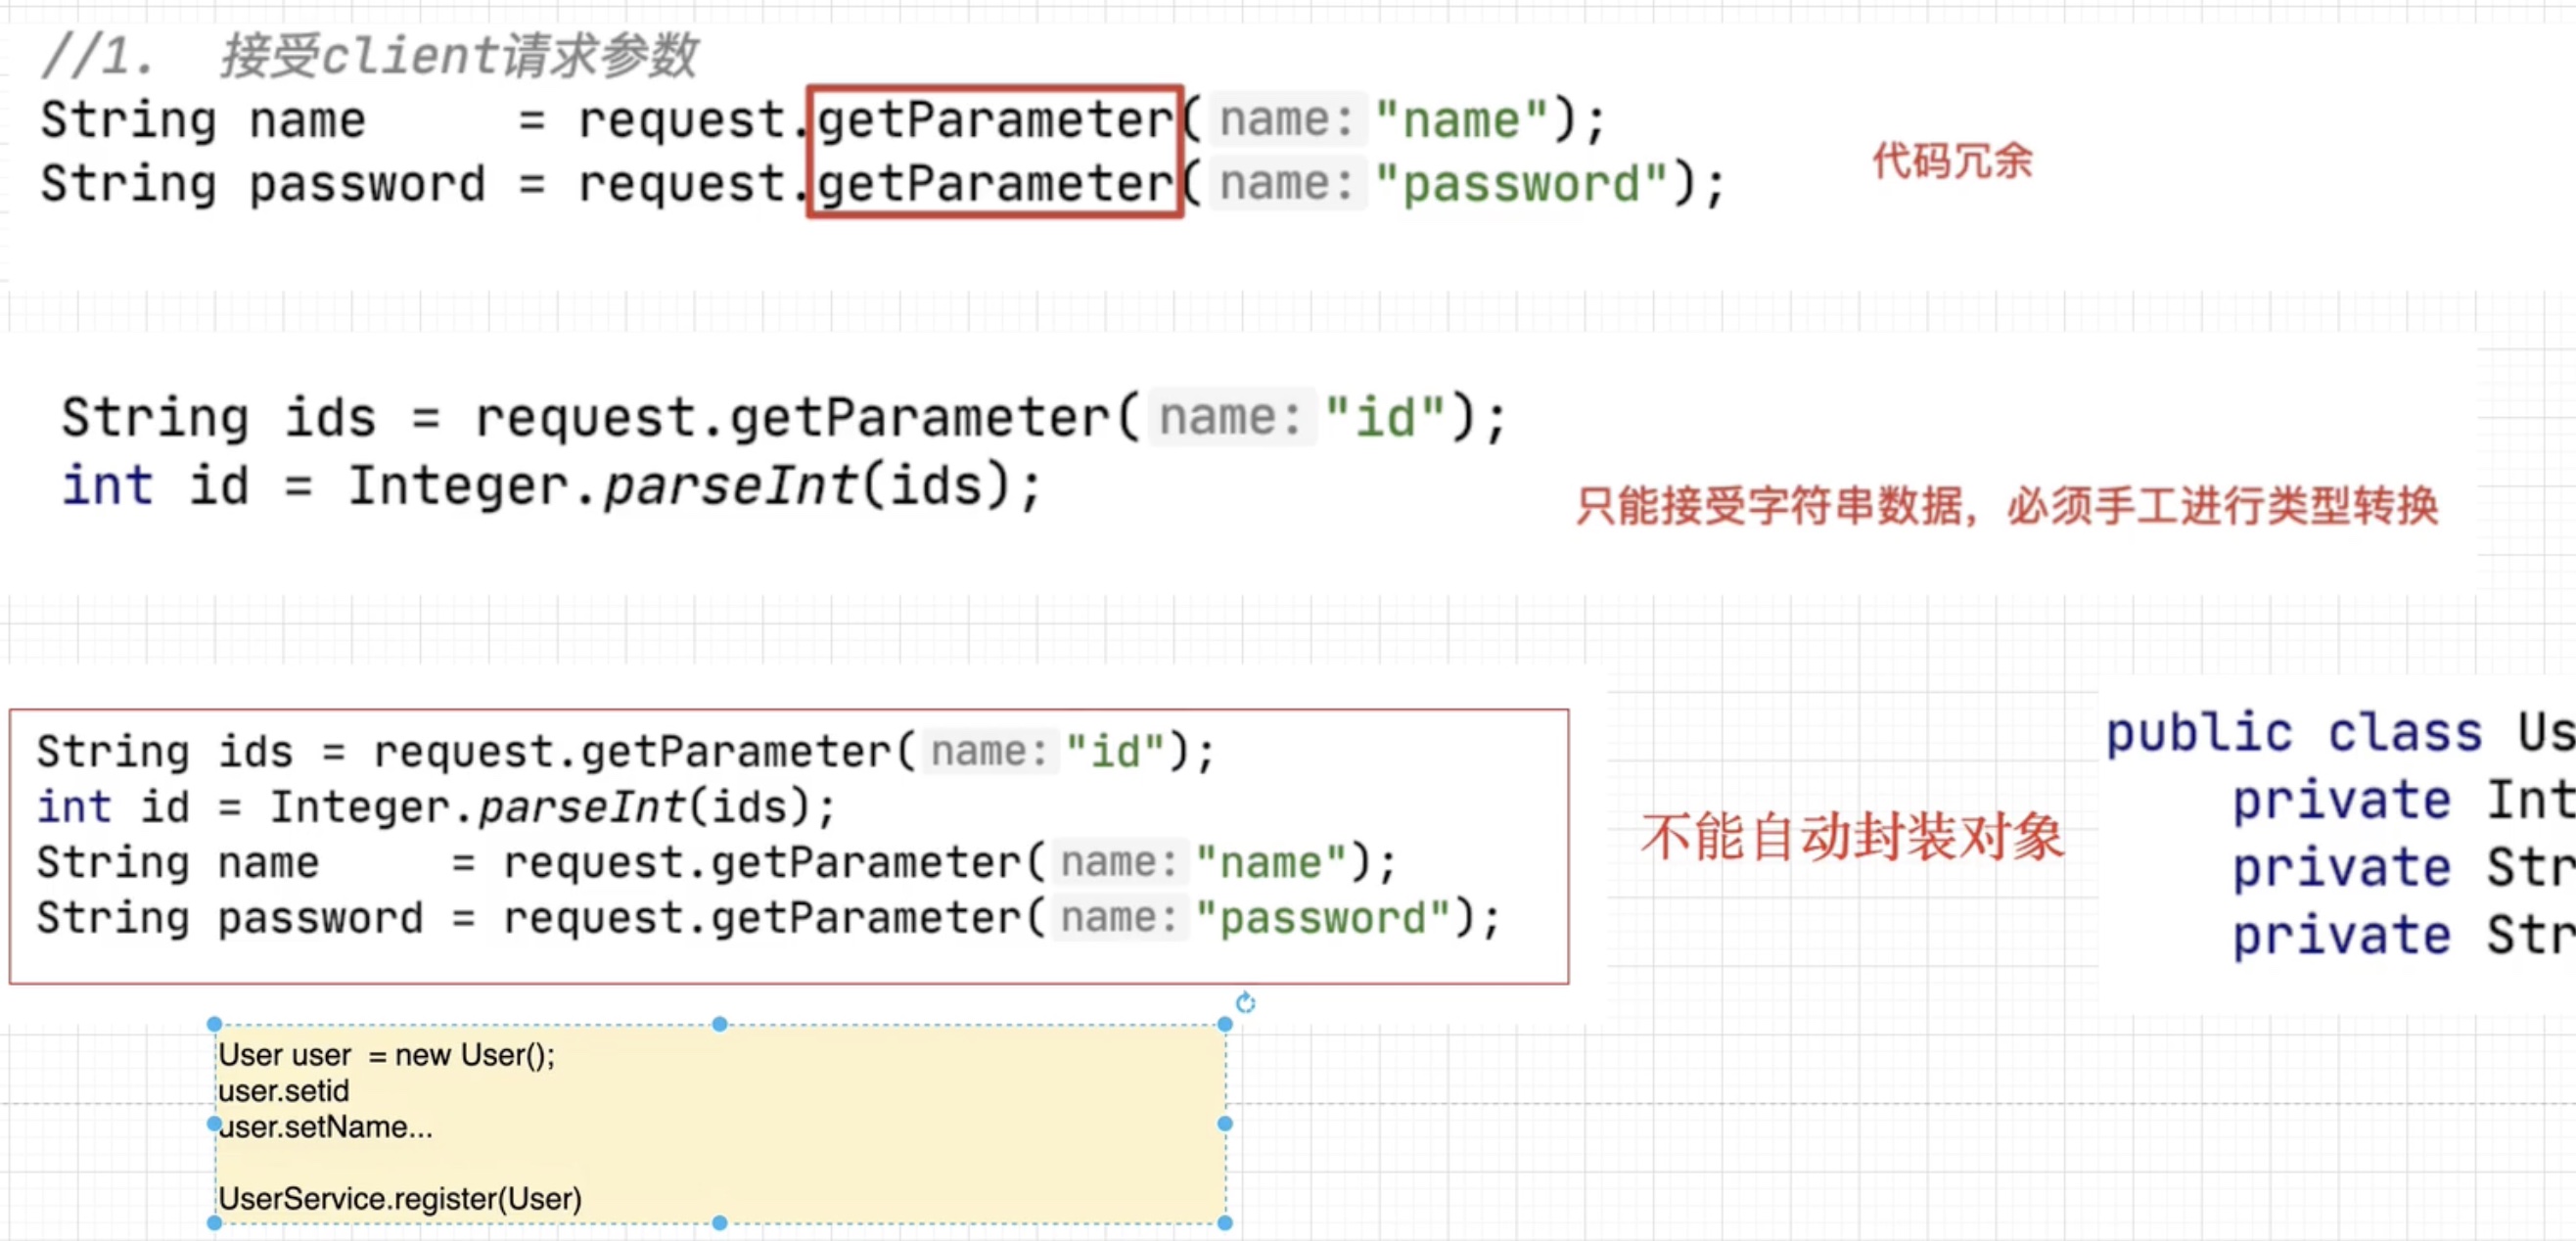 //1. 接受client请求参数
String name = request.getParameter( name: "name");
String password = request.getParameter( name: "password");
代码冗余
String ids = request.getParameter( name: "id");
int id = Integer.parseInt(ids);
只能接受字符串数据，必须手工进行类型转换
String ids = request.getParameter( name: "id");
int id = Integer.parseInt(ids);
String name = request.getParameter( name: "name");
String password = request.getParameter( name: "password");
不能自动封装对象
public class Us
private Int
private Str
private Str
User user = new User();
user.setid
user.setName...
UserService.register(User)